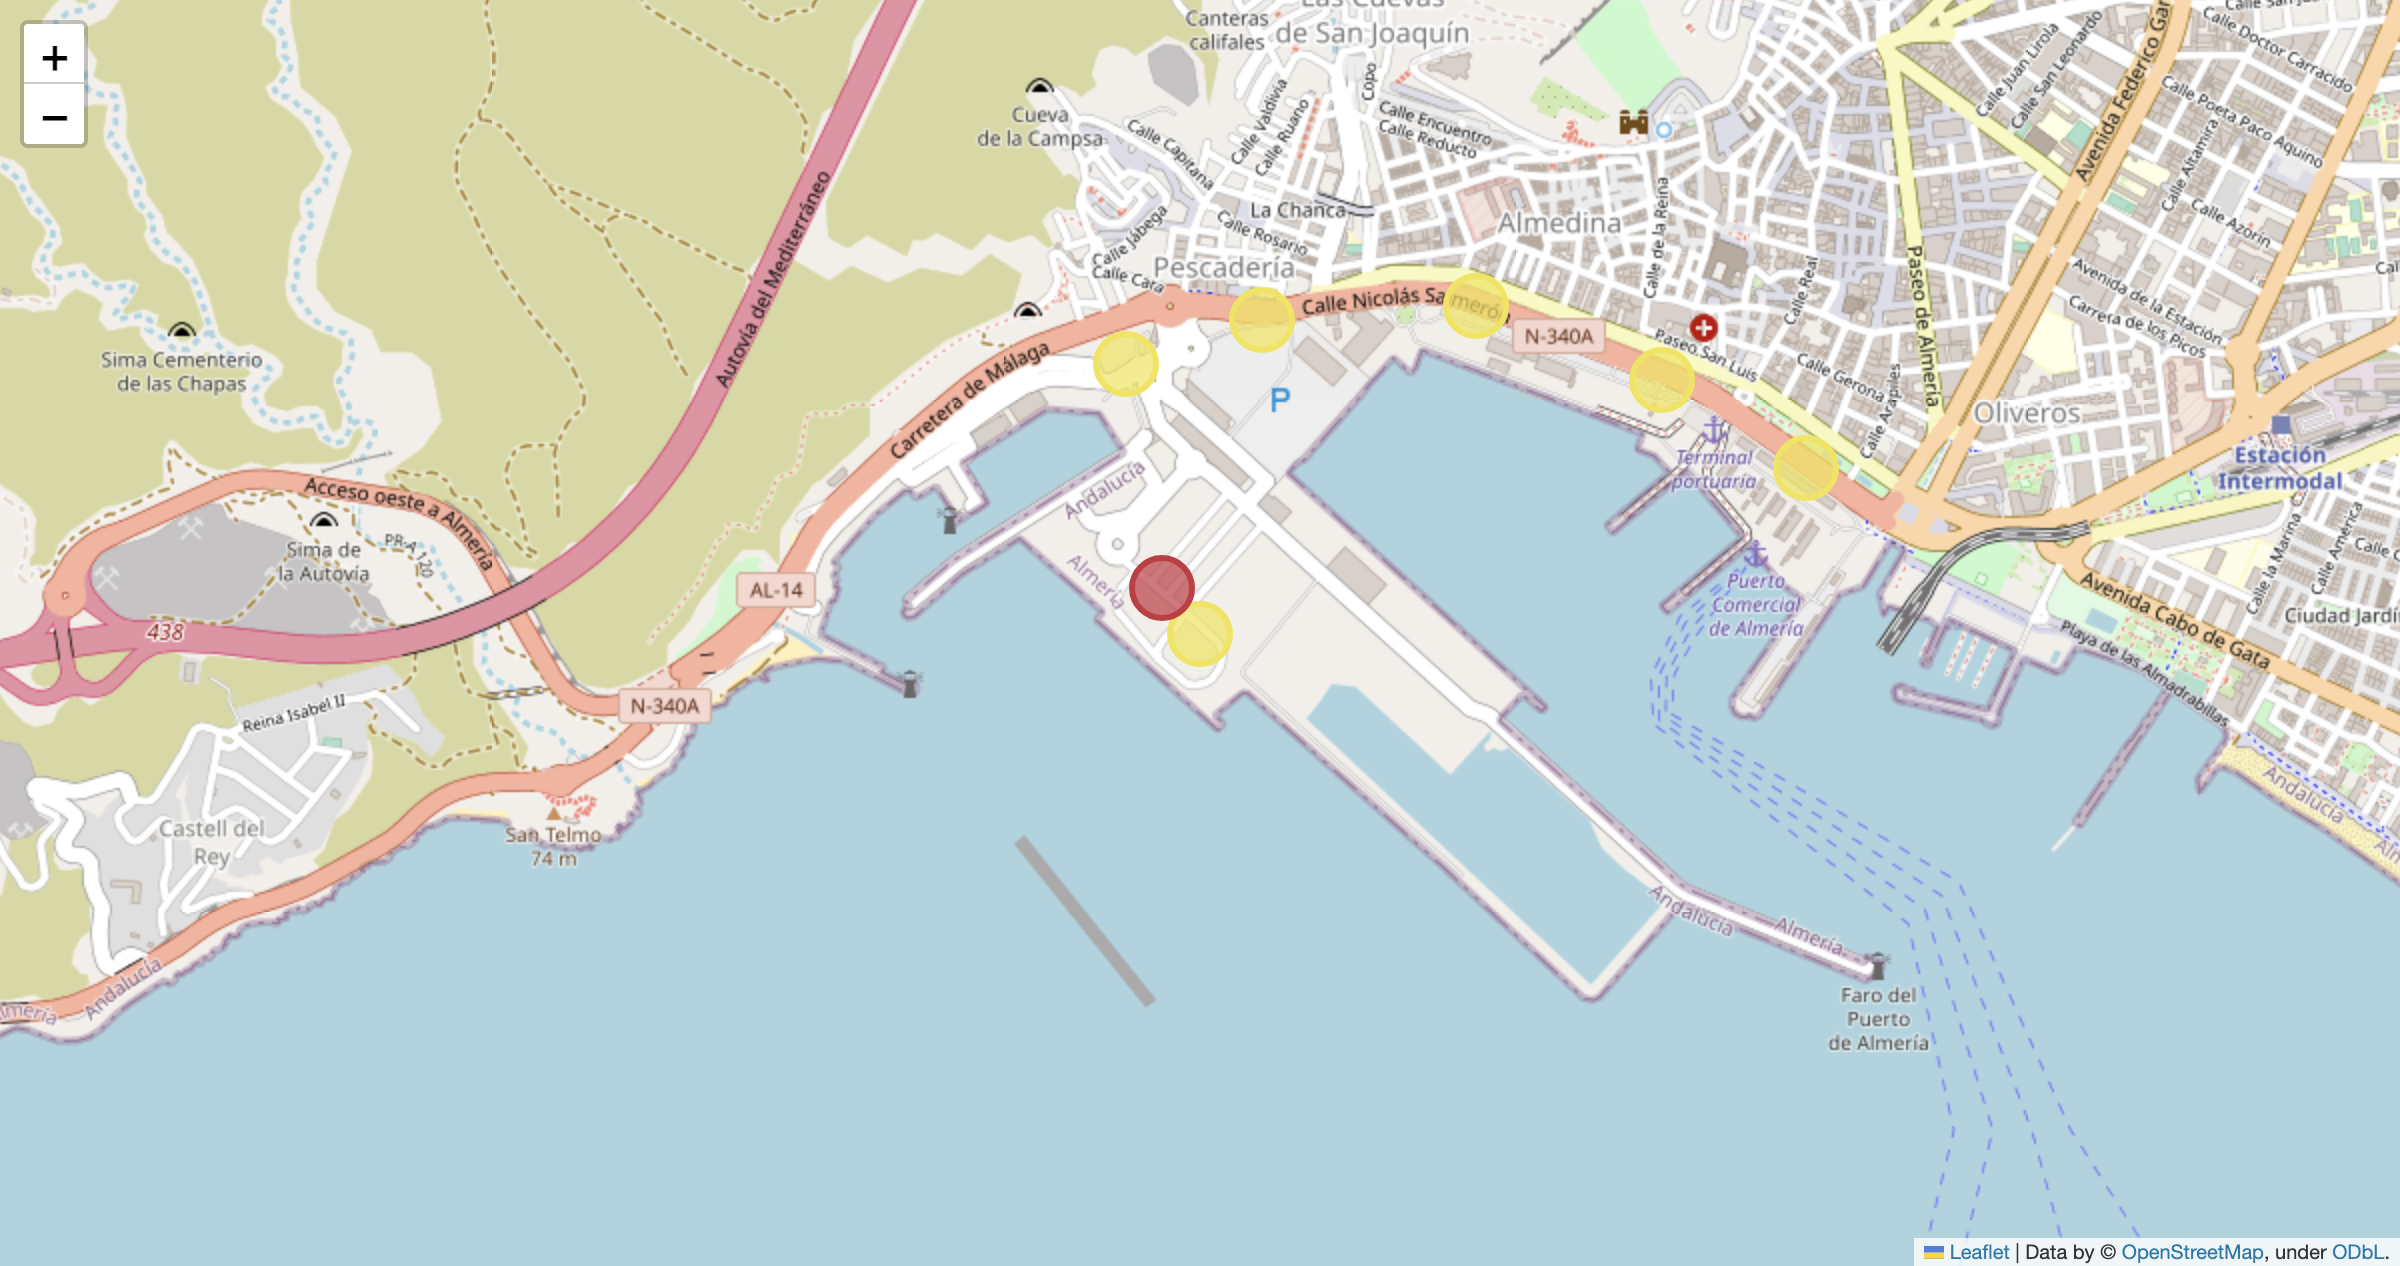 +
−
Canteras
califales
Las Cuevas
de San Joaquín
Cueva
de la Campsa
Calle Capitana
Calle Valdivia
Calle Ruano
Copo
Calle Encuentro
Calle Reducto
La Chanca
Calle Rosario
Calle Jábega
Calle Cara
Pescadería
Almedina
Calle de la Reina
Calle Real
Calle Nicolás Salmerón
N-340A
Paseo San Luis
Calle Gerona
Calle Arapiles
Paseo de Almería
Calle Juan Lirola
Calle San Leonardo
Avenida Federico Gar
Calle Doctor Carracido
Calle Poeta Paco Aquino
Calle Altamira
Calle Azorin
Avenida de la Estación
Carrera de los Picos
Oliveros
Estación
Intermodal
Calle la Marina
Calle América
Calle C
Cal
Ciudad Jardí
Avenida Cabo de Gata
Playa de las Almadrabillas
Andalucía
Alm
Terminal
portuaria
Puerto
Comercial
de Almería
P
Autovía del Mediterráneo
Carretera de Málaga
Sima Cementerio
de las Chapas
Acceso oeste a Almería
Sima de
la Autovía
PR-A 120
438
AL-14
N-340A
Reina Isabel II
Castell del
Rey
San Telmo
74 m
Andalucía
Almería
lmería
Andalucía
Andalucía
Almería
Faro del
Puerto
de Almería
Leaflet | Data by © OpenStreetMap, under ODbL.